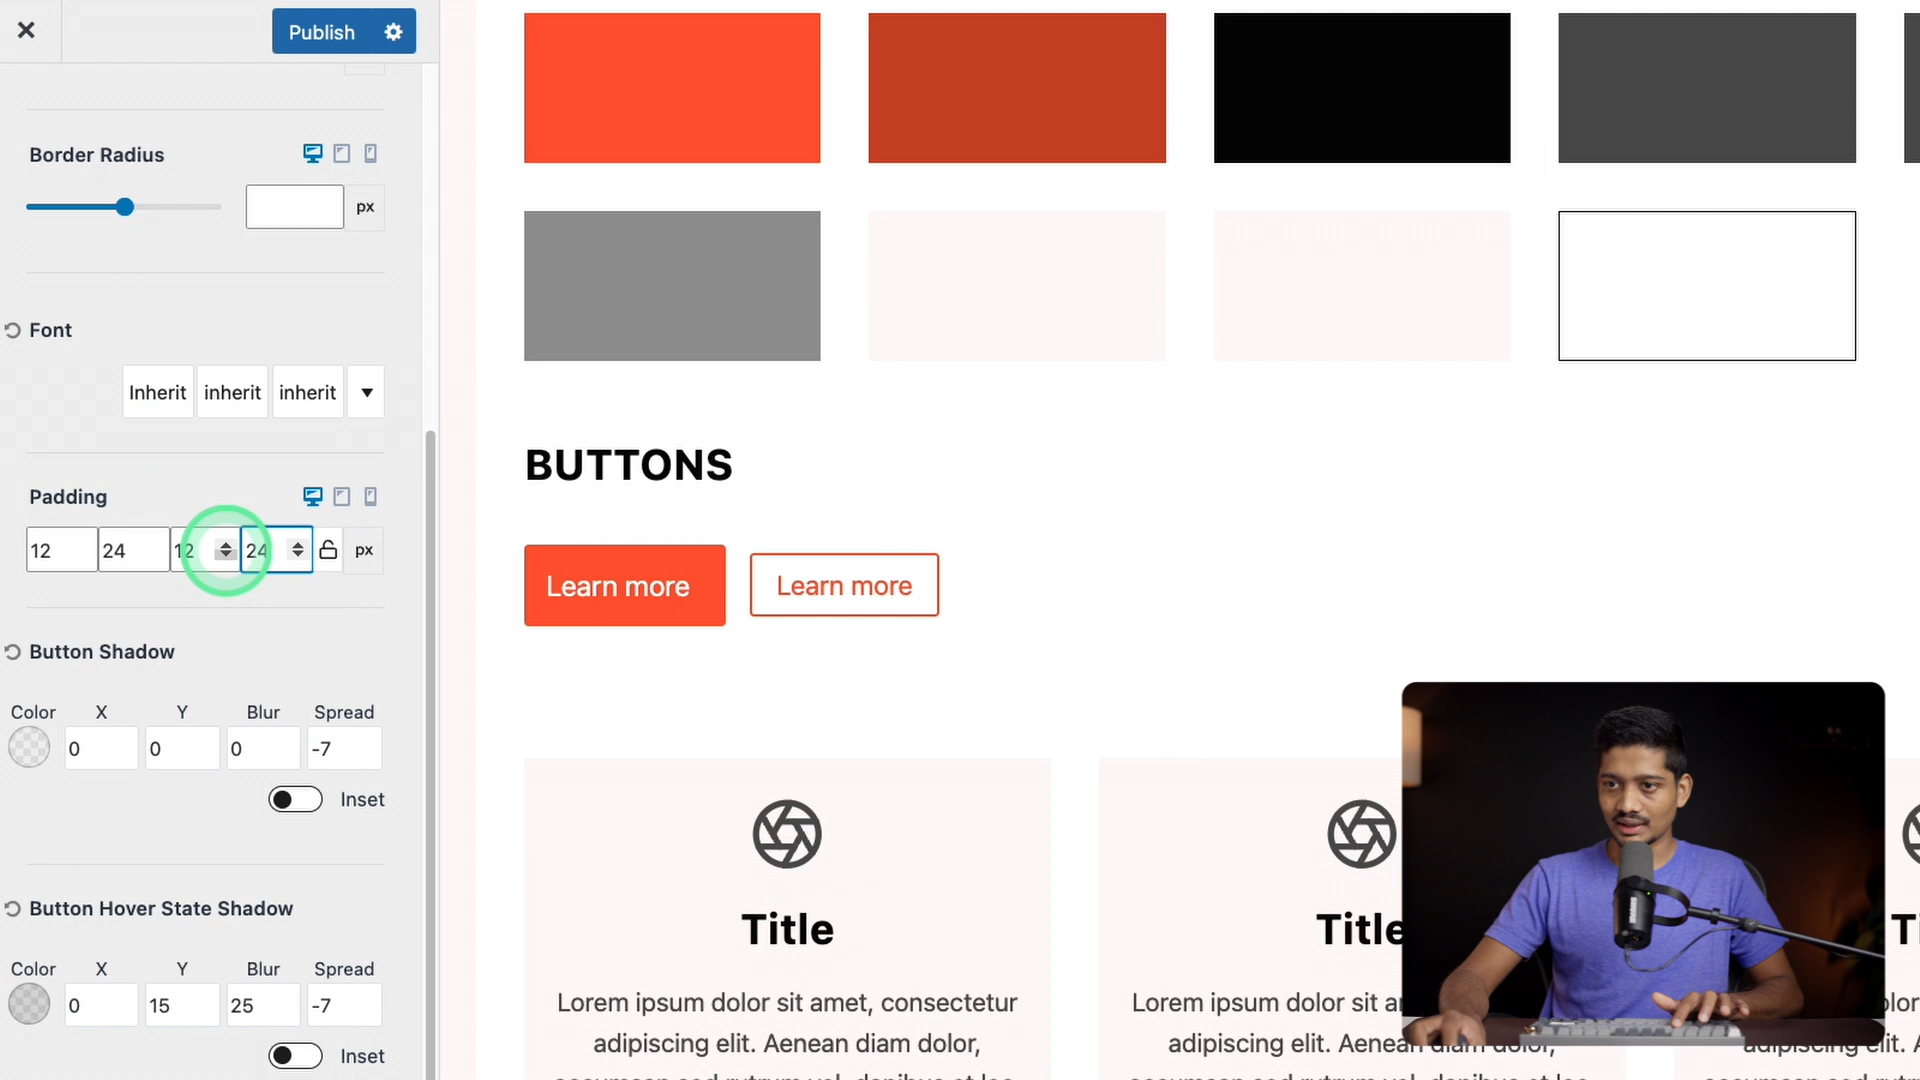 Publish
Border Radius
px
Font
Inherit inherit inherit
Padding
12 24 12 24 px
Button Shadow
Color X Y Blur Spread
0 0 0 -7
Inset
Button Hover State Shadow
Color X Y Blur Spread
0 15 25 -7
Inset
BUTTONS
Learn more Learn more
Title
Lorem ipsum dolor sit amet, consectetur
adipiscing elit. Aenean diam dolor,
Title
Lorem ipsum dolor sit
adipiscing elit. Aenean diam dolor,